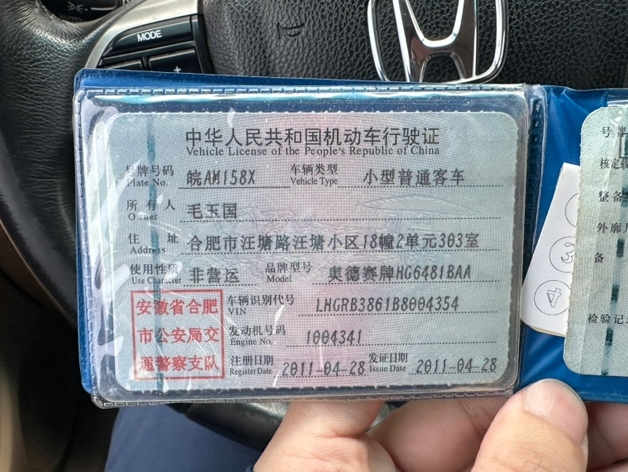 MODE
中华人民共和国机动车行驶证
Vehicle License of the People's Republic of China
号牌号码 皖AM158X 车辆类型 小型普通客车
Plate No. Vehicle Type
所有人 毛玉国
Owner
住址 合肥市汪塘路汪塘小区18幢2单元303室
Address
使用性质 非营运 品牌型号 奥德赛牌HG6481BAA
Use Character Model
安徽省合肥
市公安局交
通警察支队
车辆识别代号 LHGRB3861B8004354
VIN
发动机号码 1004341
Engine No.
注册日期 2011-04-28 发证日期 2011-04-28
Register Date Issue Date
号牌
核定载
整备
外廓尺
备
检验记
3
4